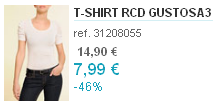 T-SHIRT RCD GUSTOSA3
ref. 31208055
14,90 €
7,99 €
-46%